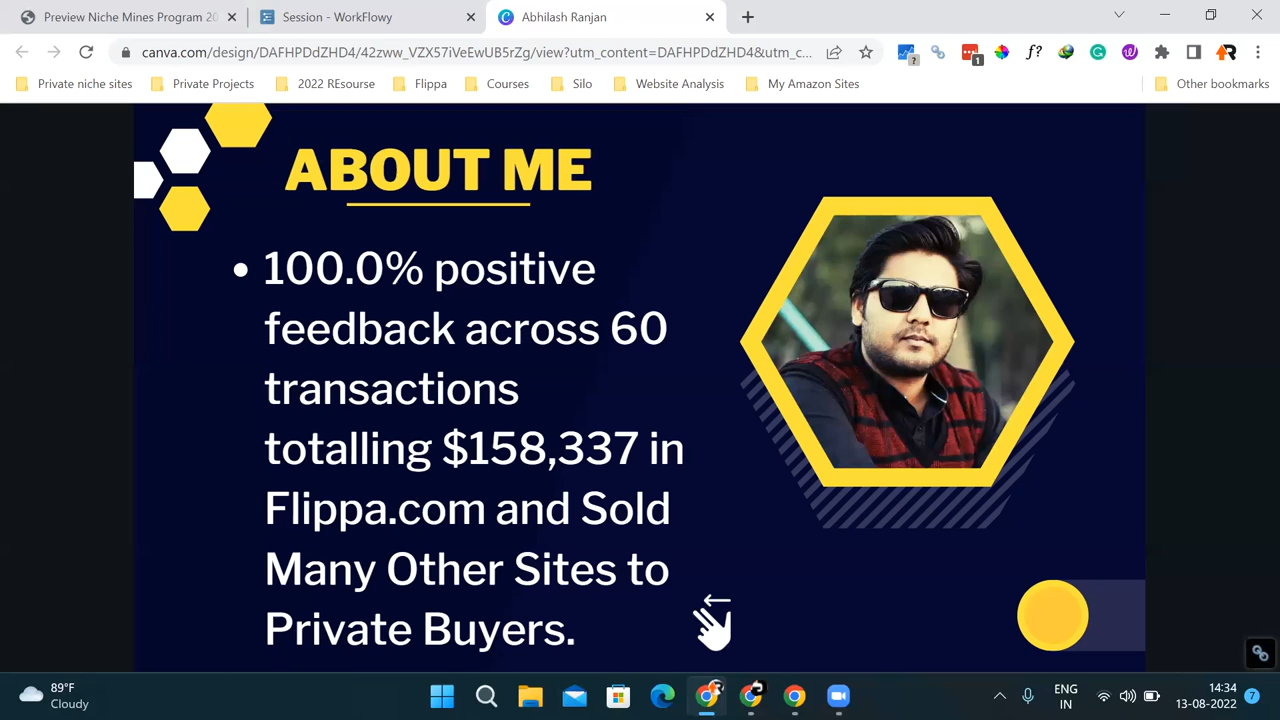 Preview Niche Mines Program 20
Session - WorkFlowy
Abhilash Ranjan
canva.com/design/DAFHPDdZHD4/42zww_VZX57iVeEwUB5rZg/view?utm_content=DAFHPDdZHD4&utm_c...
f?
?
1
Private niche sites
Private Projects
2022 REsourse
Flippa
Courses
Silo
Website Analysis
My Amazon Sites
Other bookmarks
ABOUT ME
• 100.0% positive
feedback across 60
transactions
totalling $158,337 in
Flippa.com and Sold
Many Other Sites to
Private Buyers.
89°F
Cloudy
ENG
IN
14:34
13-08-2022
7